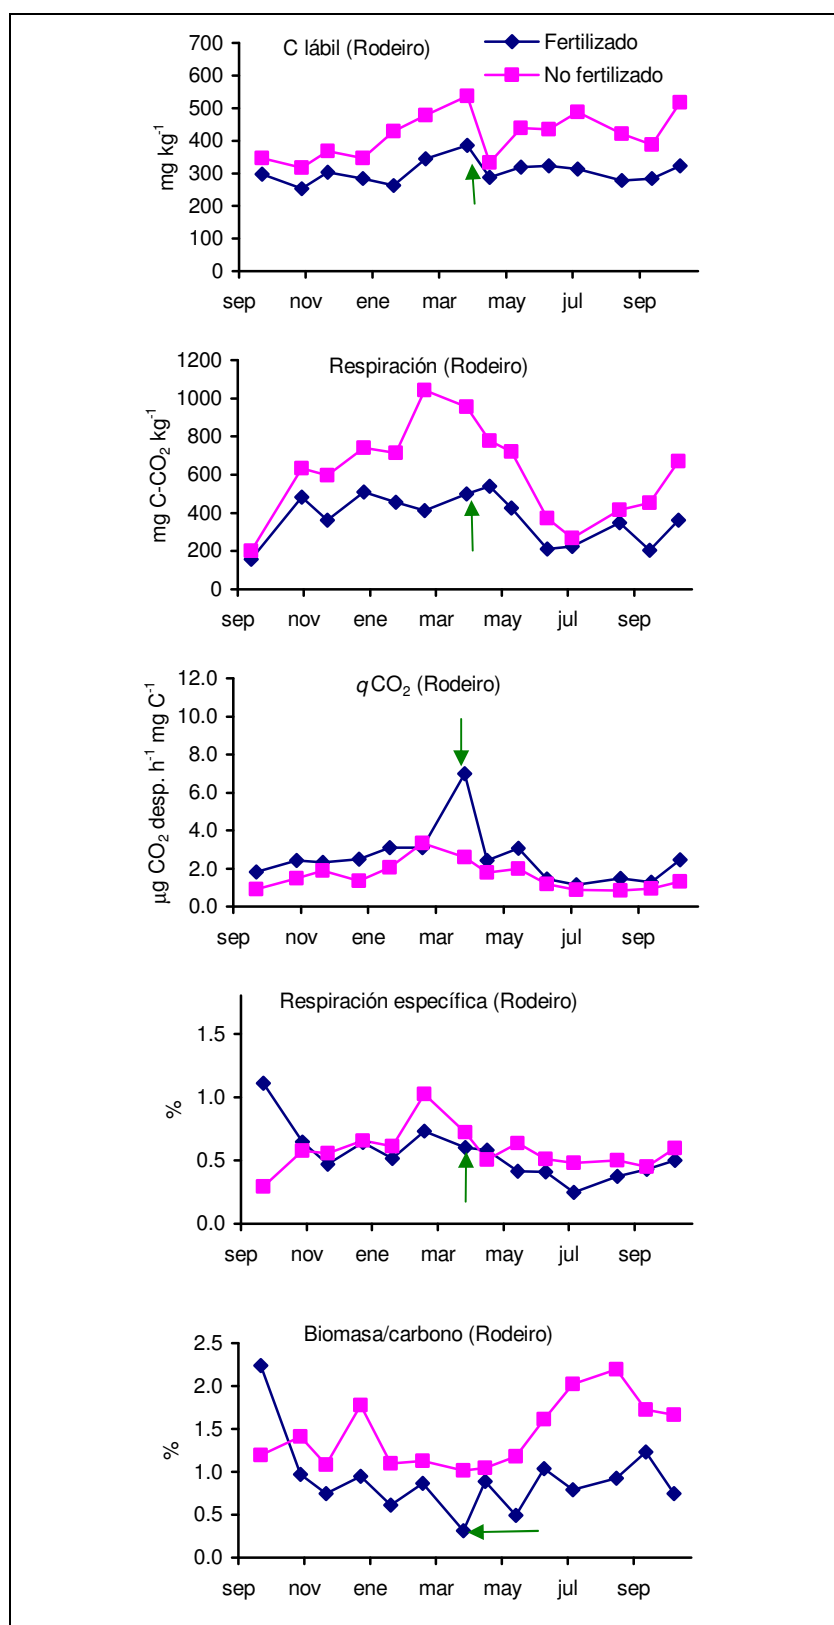 C lábil (Rodeiro)
Fertilizado
No fertilizado
mg kg⁻¹
700
600
500
400
300
200
100
0
sep nov ene mar may jul sep
Respiración (Rodeiro)
mg C-CO₂ kg⁻¹
1200
1000
800
600
400
200
0
sep nov ene mar may jul sep
qCO₂ (Rodeiro)
µg CO₂ desp. h⁻¹ mg C⁻¹
12.0
10.0
8.0
6.0
4.0
2.0
0.0
sep nov ene mar may jul sep
Respiración específica (Rodeiro)
%
1.5
1.0
0.5
0.0
sep nov ene mar may jul sep
Biomasa/carbono (Rodeiro)
%
2.5
2.0
1.5
1.0
0.5
0.0
sep nov ene mar may jul sep